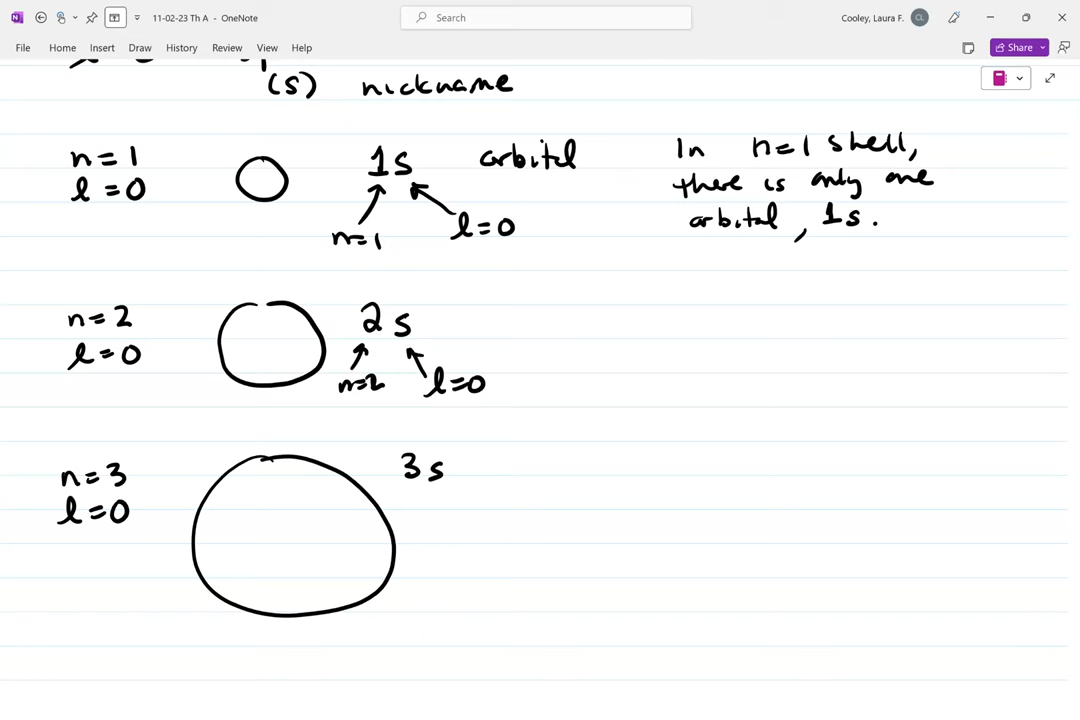 11-02-23 Th A - OneNote
Search
Cooley, Laura F.
CL
File Home Insert Draw History Review View Help
Share
(s) nickname
n = 1
l = 0
1s orbital
n=1
l=0
In n=1 shell,
there is only one
orbital, 1s.
n = 2
l = 0
2s
n=2
l=0
n = 3
l = 0
3s